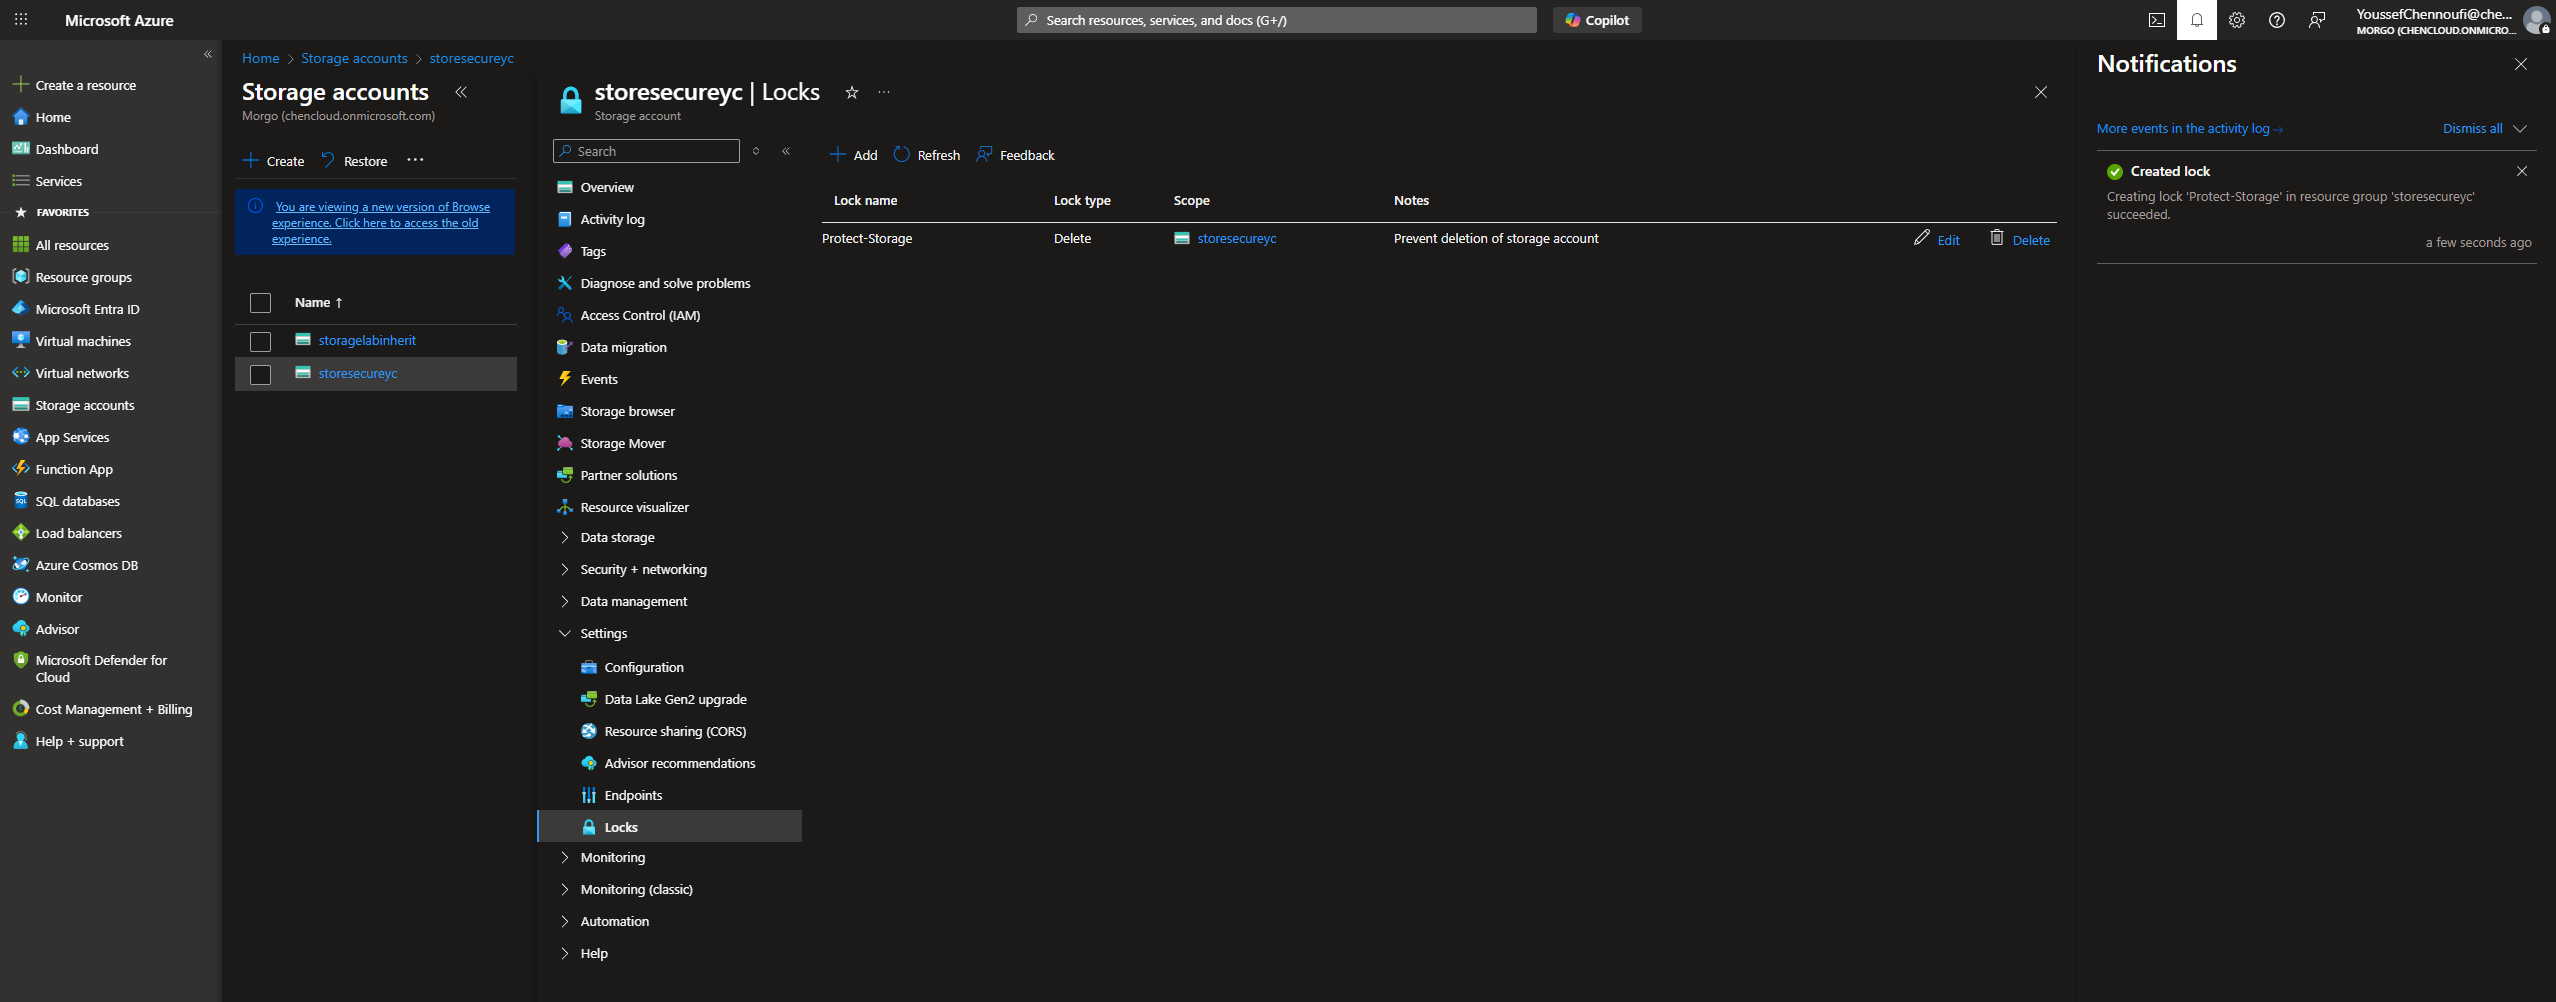 Microsoft Azure
Search resources, services, and docs (G+/)
Copilot
YoussefChennoufi@che...
MORGO (CHENCLOUD.ONMICRO...
Create a resource
Home
Dashboard
Services
FAVORITES
All resources
Resource groups
Microsoft Entra ID
Virtual machines
Virtual networks
Storage accounts
App Services
Function App
SQL databases
Load balancers
Azure Cosmos DB
Monitor
Advisor
Microsoft Defender for
Cloud
Cost Management + Billing
Help + support
Home > Storage accounts > storesecureyc
Storage accounts
Morgo (chencloud.onmicrosoft.com)
Create
Restore
You are viewing a new version of Browse
experience. Click here to access the old
experience.
Name ↑
storagelabinherit
storesecureyc
storesecureyc | Locks
Storage account
Search
Overview
Activity log
Tags
Diagnose and solve problems
Access Control (IAM)
Data migration
Events
Storage browser
Storage Mover
Partner solutions
Resource visualizer
Data storage
Security + networking
Data management
Settings
Configuration
Data Lake Gen2 upgrade
Resource sharing (CORS)
Advisor recommendations
Endpoints
Locks
Monitoring
Monitoring (classic)
Automation
Help
Add
Refresh
Feedback
Lock name Lock type Scope Notes
Protect-Storage Delete storesecureyc Prevent deletion of storage account Edit Delete
Notifications
More events in the activity log →
Dismiss all
Created lock
Creating lock 'Protect-Storage' in resource group 'storesecureyc'
succeeded.
a few seconds ago